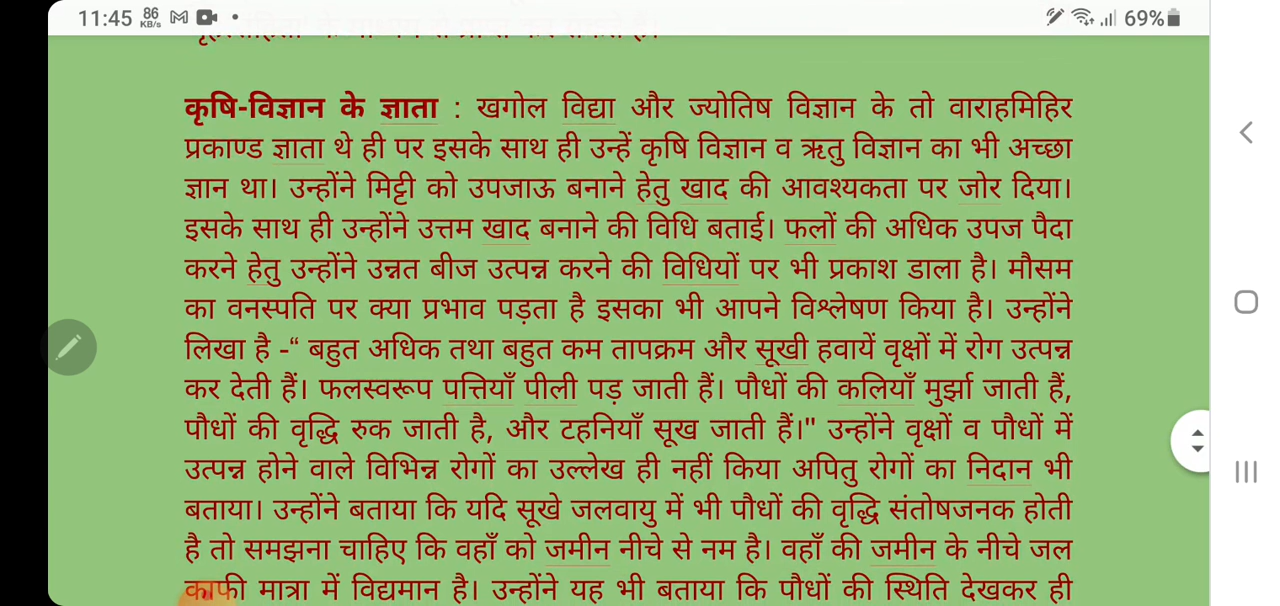 11:45 86 KB/s 69%
कृषि-विज्ञान के ज्ञाता : खगोल विद्या और ज्योतिष विज्ञान के तो वाराहमिहिर
प्रकाण्ड ज्ञाता थे ही पर इसके साथ ही उन्हें कृषि विज्ञान व ऋतु विज्ञान का भी अच्छा
ज्ञान था। उन्होंने मिट्टी को उपजाऊ बनाने हेतु खाद की आवश्यकता पर जोर दिया।
इसके साथ ही उन्होंने उत्तम खाद बनाने की विधि बताई। फलों की अधिक उपज पैदा
करने हेतु उन्होंने उन्नत बीज उत्पन्न करने की विधियों पर भी प्रकाश डाला है। मौसम
का वनस्पति पर क्या प्रभाव पड़ता है इसका भी आपने विश्लेषण किया है। उन्होंने
लिखा है -“ बहुत अधिक तथा बहुत कम तापक्रम और सूखी हवायें वृक्षों में रोग उत्पन्न
कर देती हैं। फलस्वरूप पत्तियाँ पीली पड़ जाती हैं। पौधों की कलियाँ मुर्झा जाती हैं,
पौधों की वृद्धि रुक जाती है, और टहनियाँ सूख जाती हैं।" उन्होंने वृक्षों व पौधों में
उत्पन्न होने वाले विभिन्न रोगों का उल्लेख ही नहीं किया अपितु रोगों का निदान भी
बताया। उन्होंने बताया कि यदि सूखे जलवायु में भी पौधों की वृद्धि संतोषजनक होती
है तो समझना चाहिए कि वहाँ को जमीन नीचे से नम है। वहाँ की जमीन के नीचे जल
काफी मात्रा में विद्यमान है। उन्होंने यह भी बताया कि पौधों की स्थिति देखकर ही